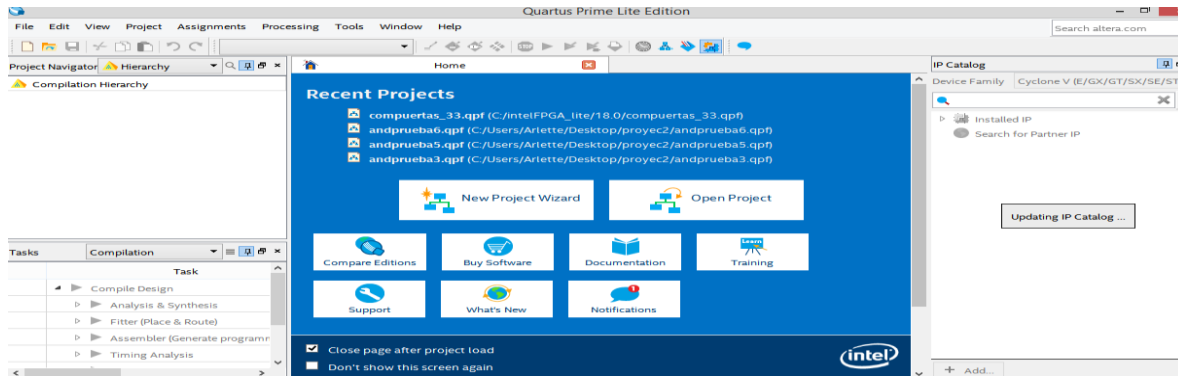 Quartus Prime Lite Edition
File Edit View Project Assignments Processing Tools Window Help
Search altera.com
Project Navigator Hierarchy
Compilation Hierarchy
Tasks Compilation
Task
Compile Design
Analysis & Synthesis
Fitter (Place & Route)
Assembler (Generate programm
Timing Analysis
Home
Recent Projects
compuertas_33.qpf (C:/intelFPGA_lite/18.0/compuertas_33.qpf)
andprueba6.qpf (C:/Users/Arlette/Desktop/proyec2/andprueba6.qpf)
andprueba5.qpf (C:/Users/Arlette/Desktop/proyec2/andprueba5.qpf)
andprueba3.qpf (C:/Users/Arlette/Desktop/proyec2/andprueba3.qpf)
New Project Wizard Open Project
Compare Editions Buy Software Documentation Learn Training
Support What's New 1 Notifications
Close page after project load
Don't show this screen again
intel
IP Catalog
Device Family Cyclone V (E/GX/GT/SX/SE/ST
Installed IP
Search for Partner IP
Updating IP Catalog ...
+ Add...